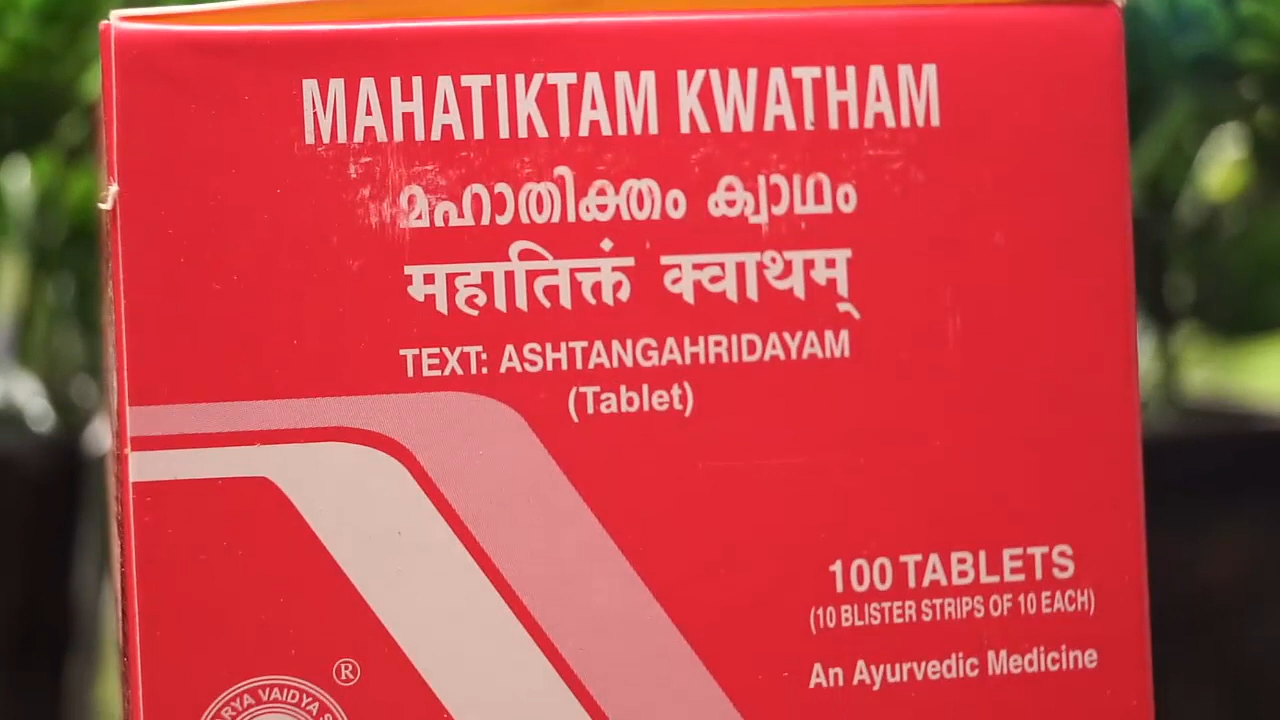 MAHATIKTAM KWATHAM
മഹാതിക്തം ക്വാഥം
महातिक्तं क्वाथम्
TEXT: ASHTANGAHRIDAYAM
(Tablet)
100 TABLETS
(10 BLISTER STRIPS OF 10 EACH)
An Ayurvedic Medicine
®
VAIDYA